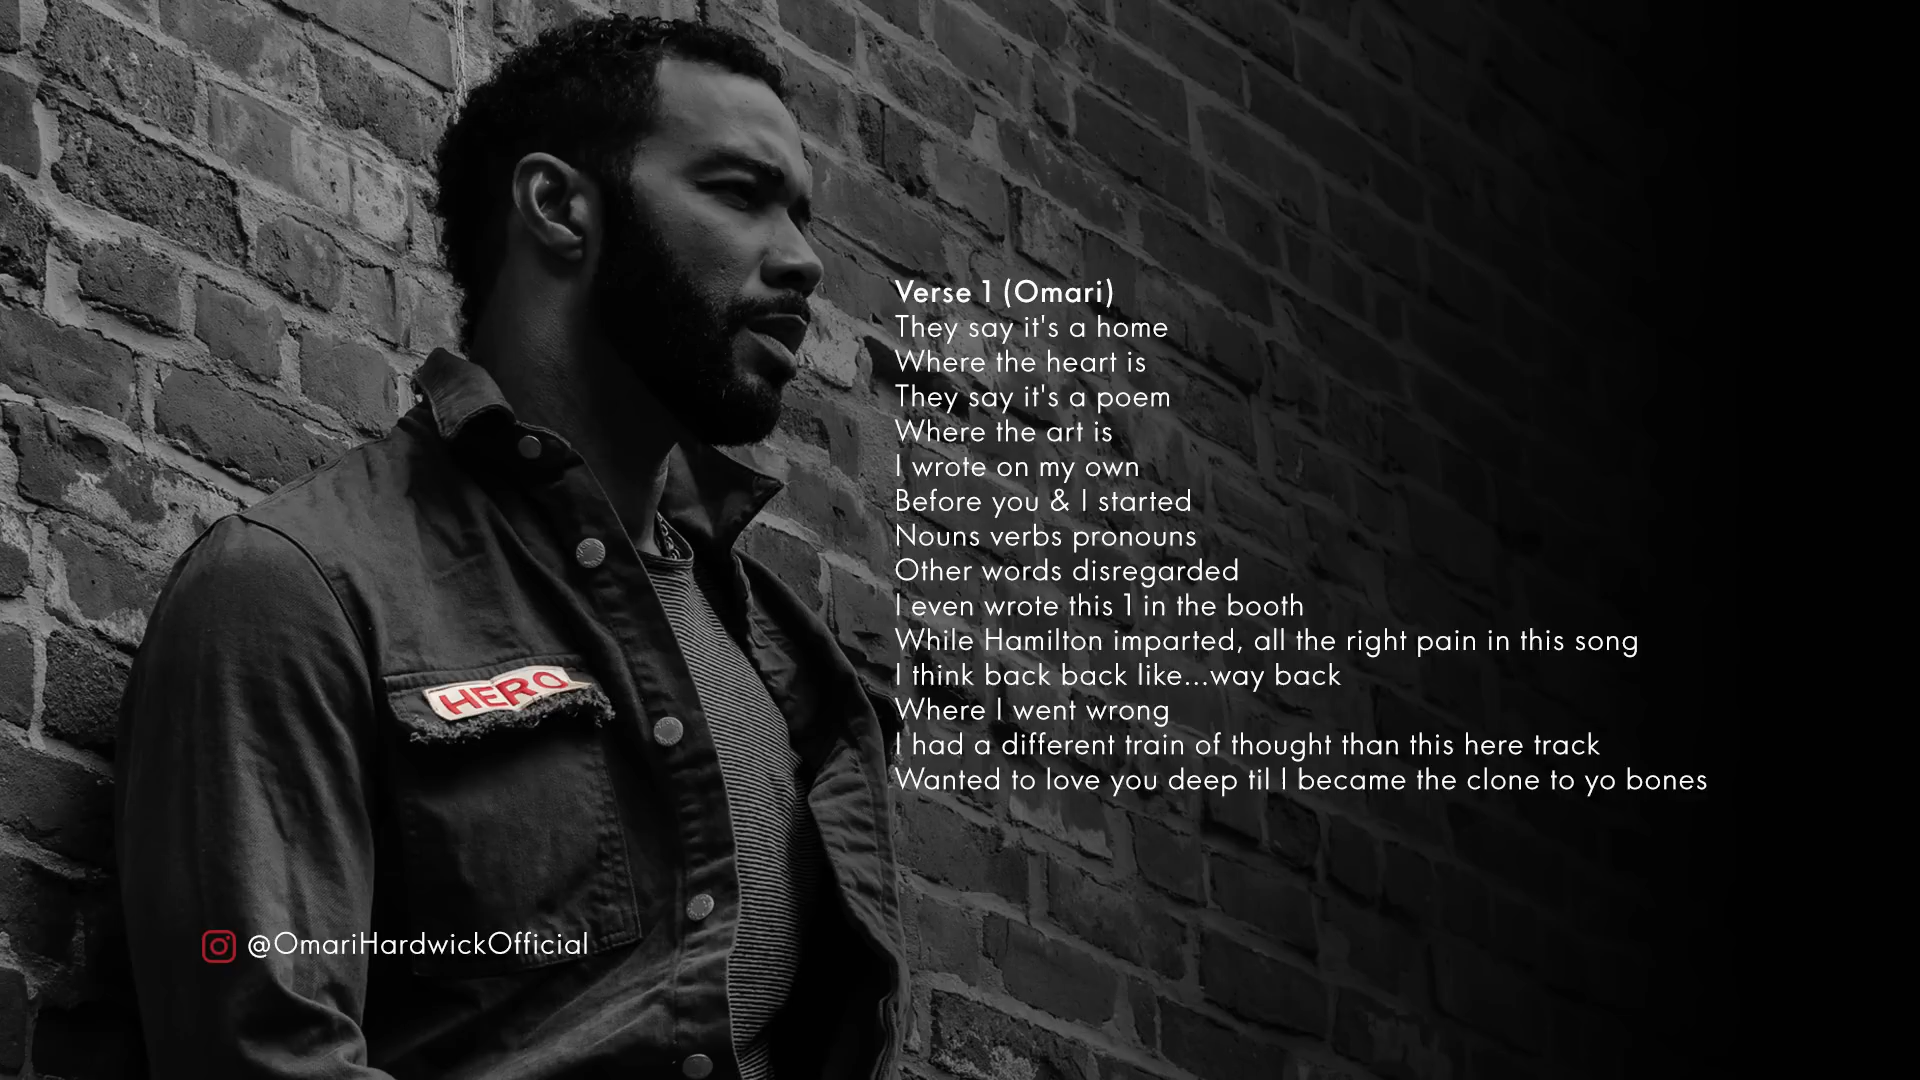 Verse 1 (Omari)
They say it's a home
Where the heart is
They say it's a poem
Where the art is
I wrote on my own
Before you & I started
Nouns verbs pronouns
Other words disregarded
I even wrote this 1 in the booth
While Hamilton imparted, all the right pain in this song
I think back back like...way back
Where I went wrong
I had a different train of thought than this here track
Wanted to love you deep til I became the clone to yo bones
HERO
@OmariHardwickOfficial